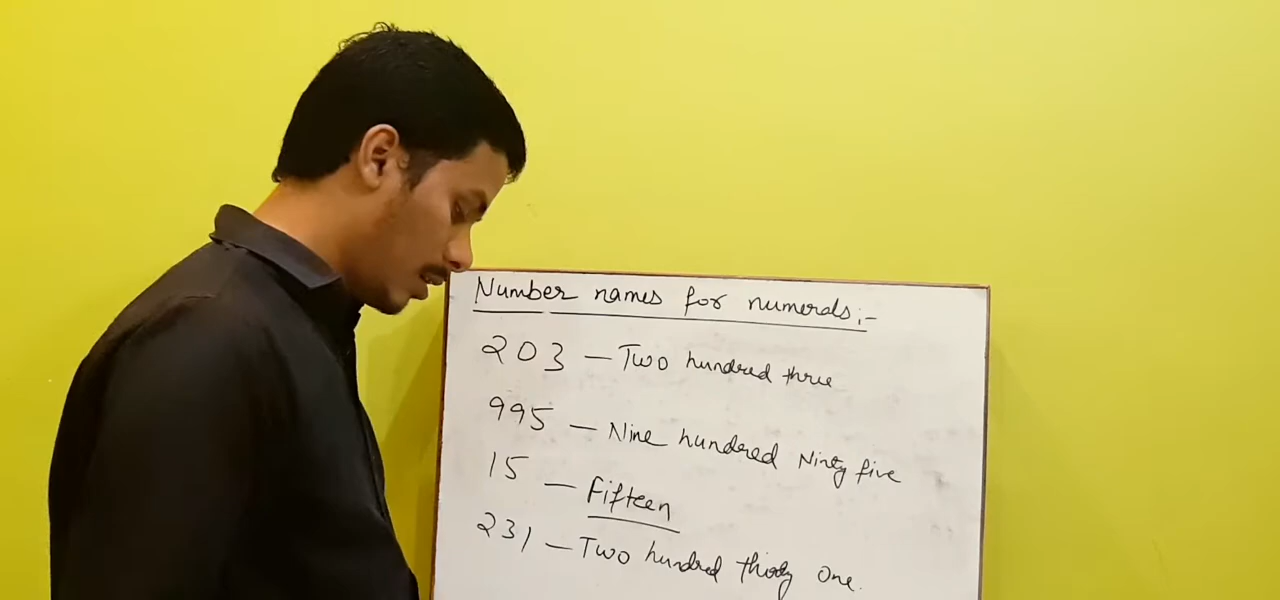 Number names for numerals:-
203 - Two hundred three
995 - Nine hundred Ninty five
15 - Fifteen
231 - Two hundred thirty One.